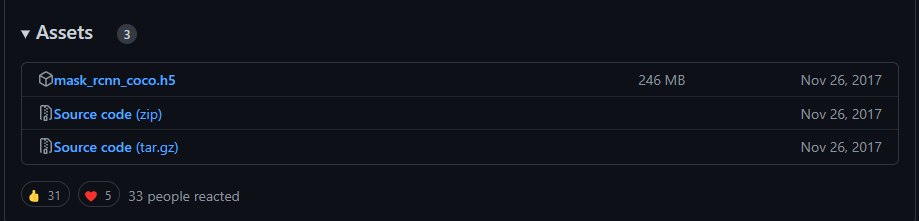 Assets 3
mask_rcnn_coco.h5 246 MB Nov 26, 2017
Source code (zip) Nov 26, 2017
Source code (tar.gz) Nov 26, 2017
31 5 33 people reacted